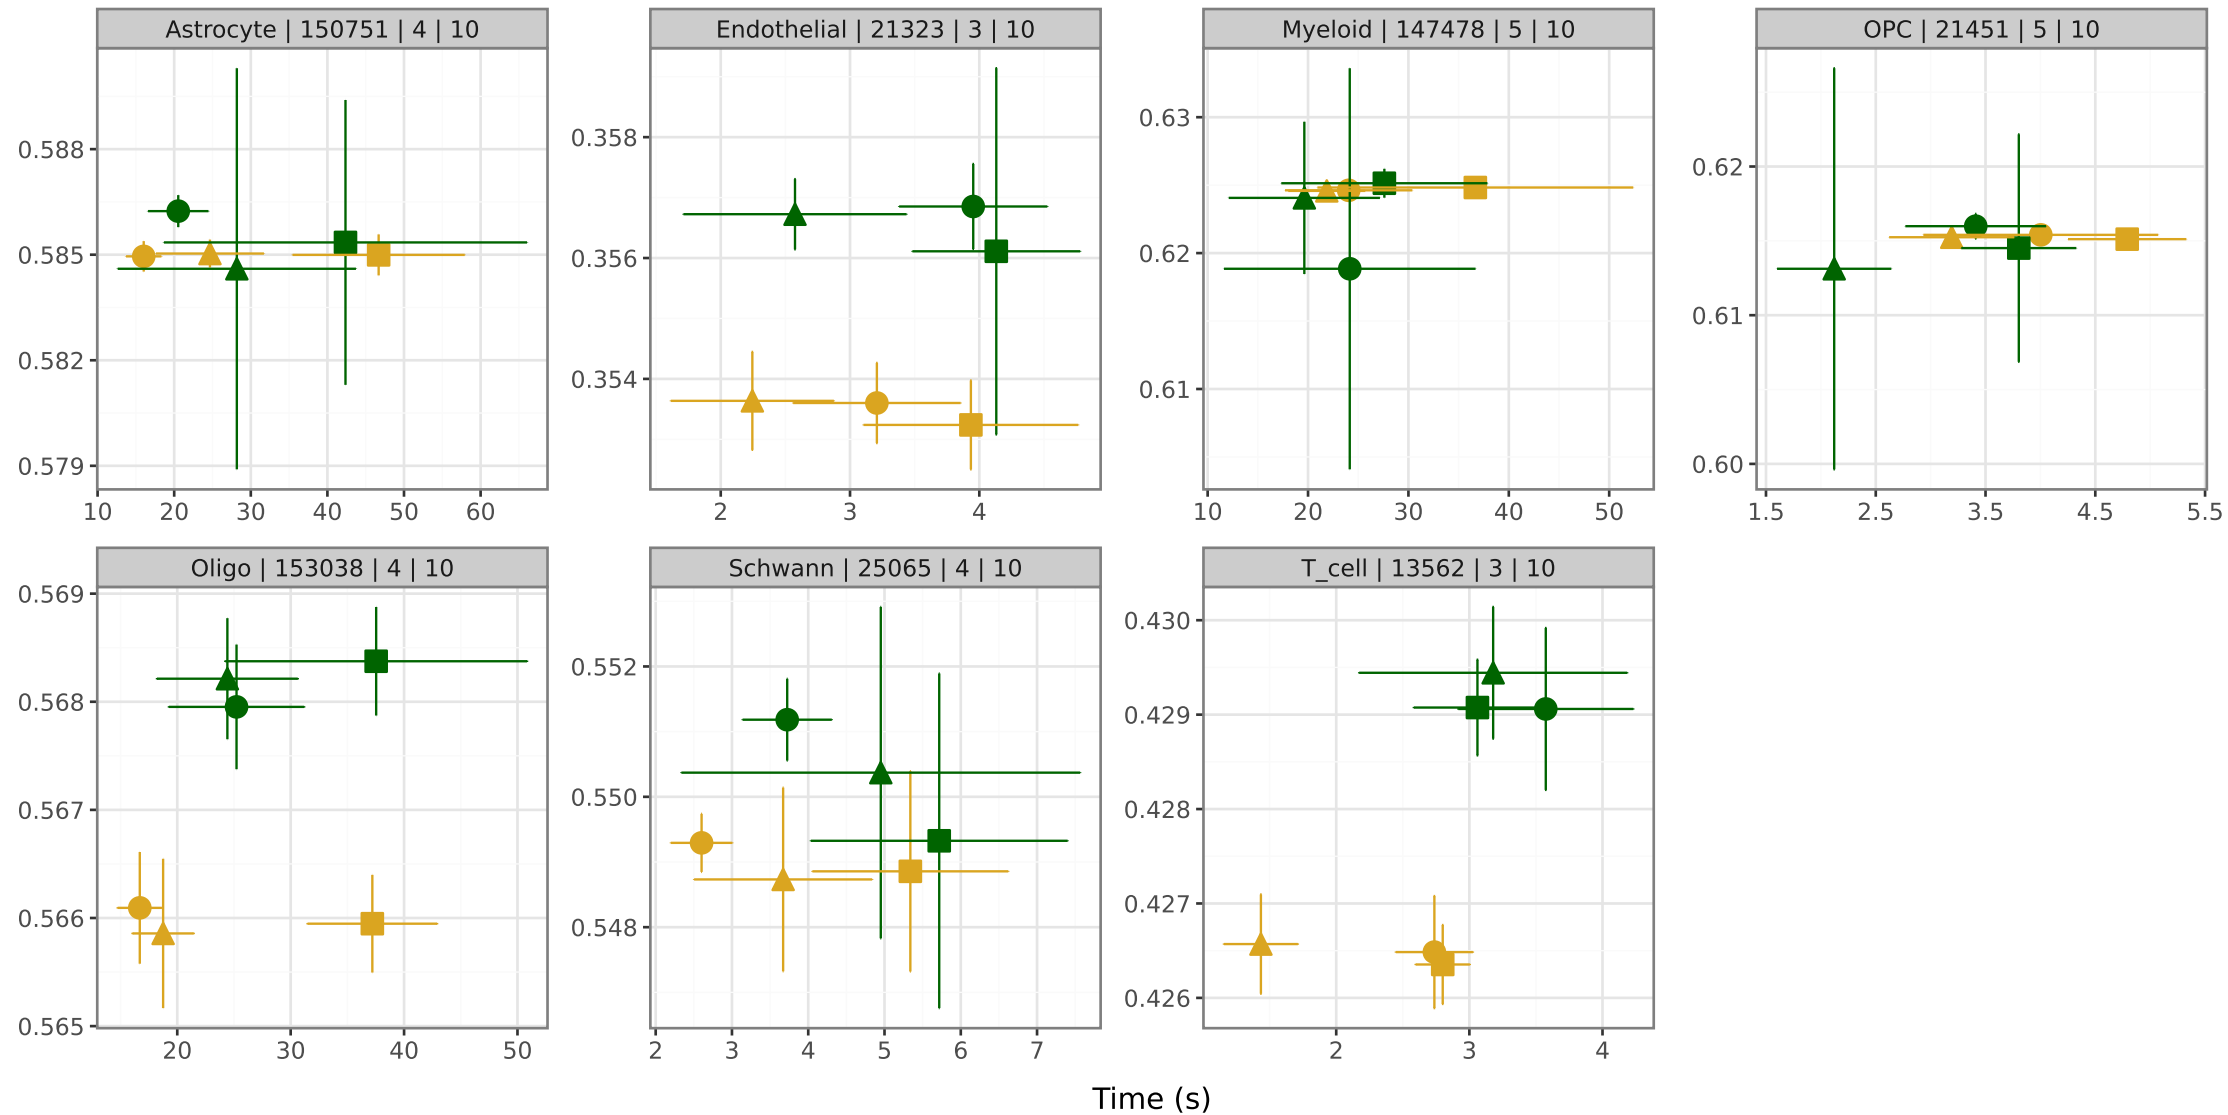 Astrocyte | 150751 | 4 | 10
Endothelial | 21323 | 3 | 10
Myeloid | 147478 | 5 | 10
OPC | 21451 | 5 | 10
0.588
0.585
0.582
0.579
10 20 30 40 50 60
0.358
0.356
0.354
2 3 4
0.63
0.62
0.61
10 20 30 40 50
0.62
0.61
0.60
1.5 2.5 3.5 4.5 5.5
Oligo | 153038 | 4 | 10
Schwann | 25065 | 4 | 10
T_cell | 13562 | 3 | 10
0.569
0.568
0.567
0.566
0.565
20 30 40 50
0.552
0.550
0.548
2 3 4 5 6 7
0.430
0.429
0.428
0.427
0.426
2 3 4
Time (s)